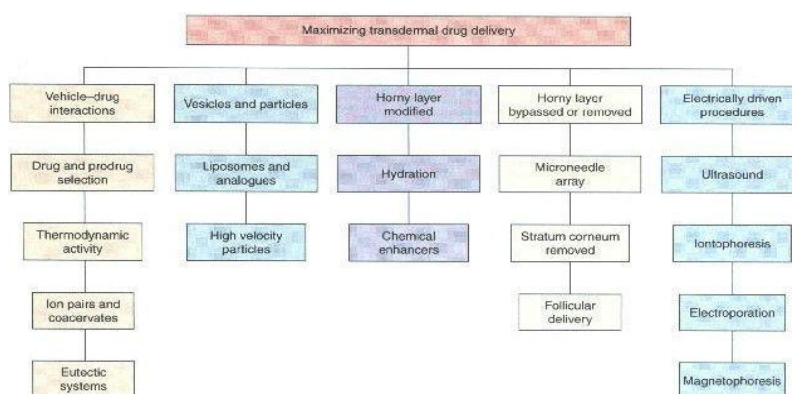 Maximizing transdermal drug delivery
Vehicle–drug
interactions
Drug and prodrug
selection
Thermodynamic
activity
Ion pairs and
coacervates
Eutectic
systems
Vesicles and particles
Liposomes and
analogues
High velocity
particles
Horny layer
modified
Hydration
Chemical
enhancers
Horny layer
bypassed or removed
Microneedle
array
Stratum corneum
removed
Follicular
delivery
Electrically driven
procedures
Ultrasound
Iontophoresis
Electroporation
Magnetophoresis